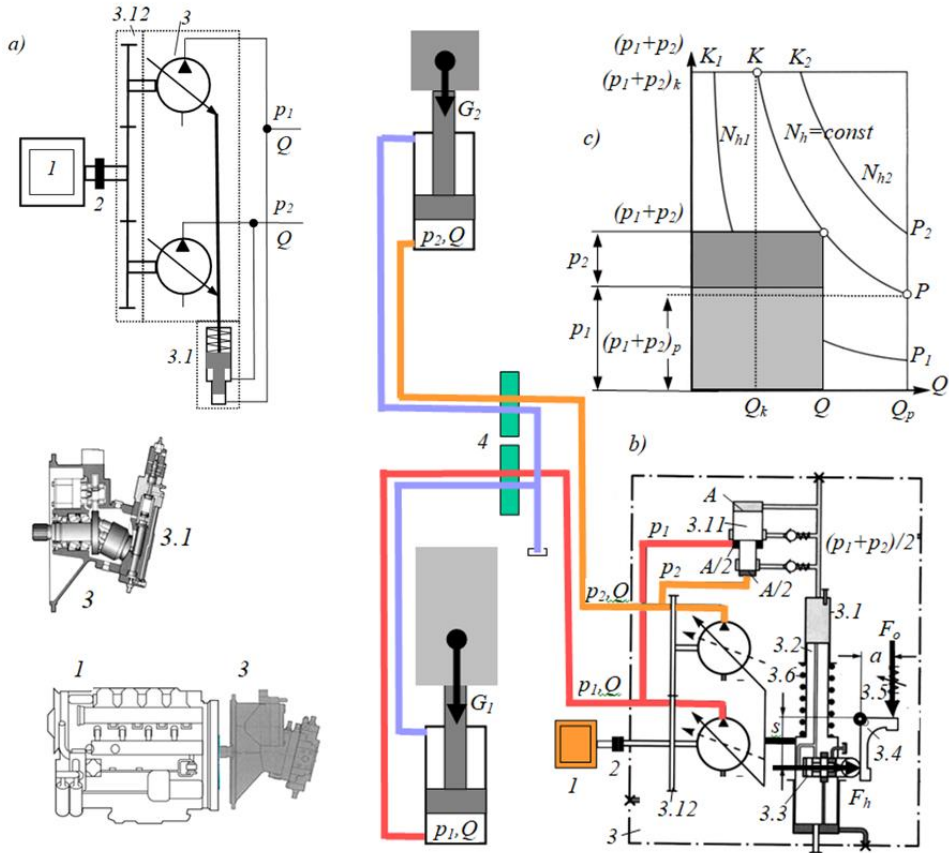 a)
3.12
3
p1
Q
1
2
p2
Q
3.1
3.1
3
1
3
G2
p2,Q
4
G1
p1,Q
c)
(p1+p2)
K1
K
K2
(p1+p2)k
Nh1
Nh=const
Nh2
(p1+p2)
P2
p2
P
p1
(p1+p2)p
P1
Qk
Q
Qp
Q
b)
A
3.11
p1
(p1+p2)/2
A/2
p2
A/2
p2,Q
3.1
3.2
Fo
a
3.6
3.5
p1,Q
s
3.4
1
2
3.12
3.3
Fh
3